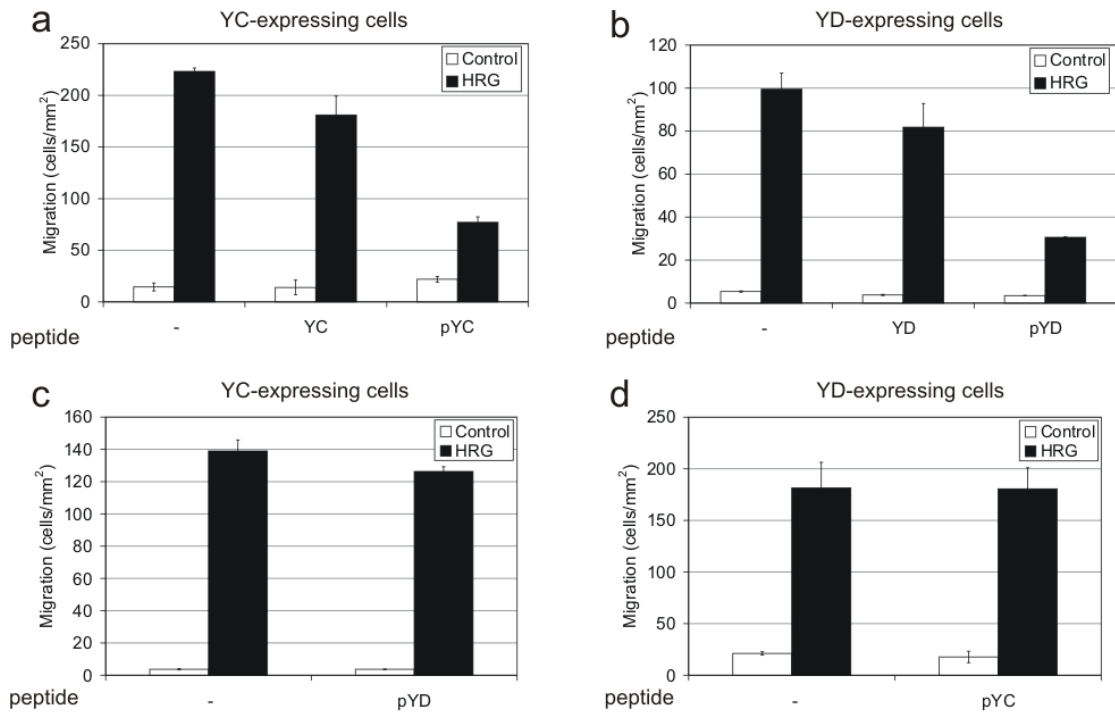 a
YC-expressing cells
Migration (cells/mm²)
250
200
150
100
50
0
Control
HRG
peptide
- YC pYC
b
YD-expressing cells
Migration (cells/mm²)
120
100
80
60
40
20
0
Control
HRG
peptide
- YD pYD
c
YC-expressing cells
Migration (cells/mm²)
160
140
120
100
80
60
40
20
0
Control
HRG
peptide
- pYD
d
YD-expressing cells
Migration (cells/mm²)
250
200
150
100
50
0
Control
HRG
peptide
- pYC